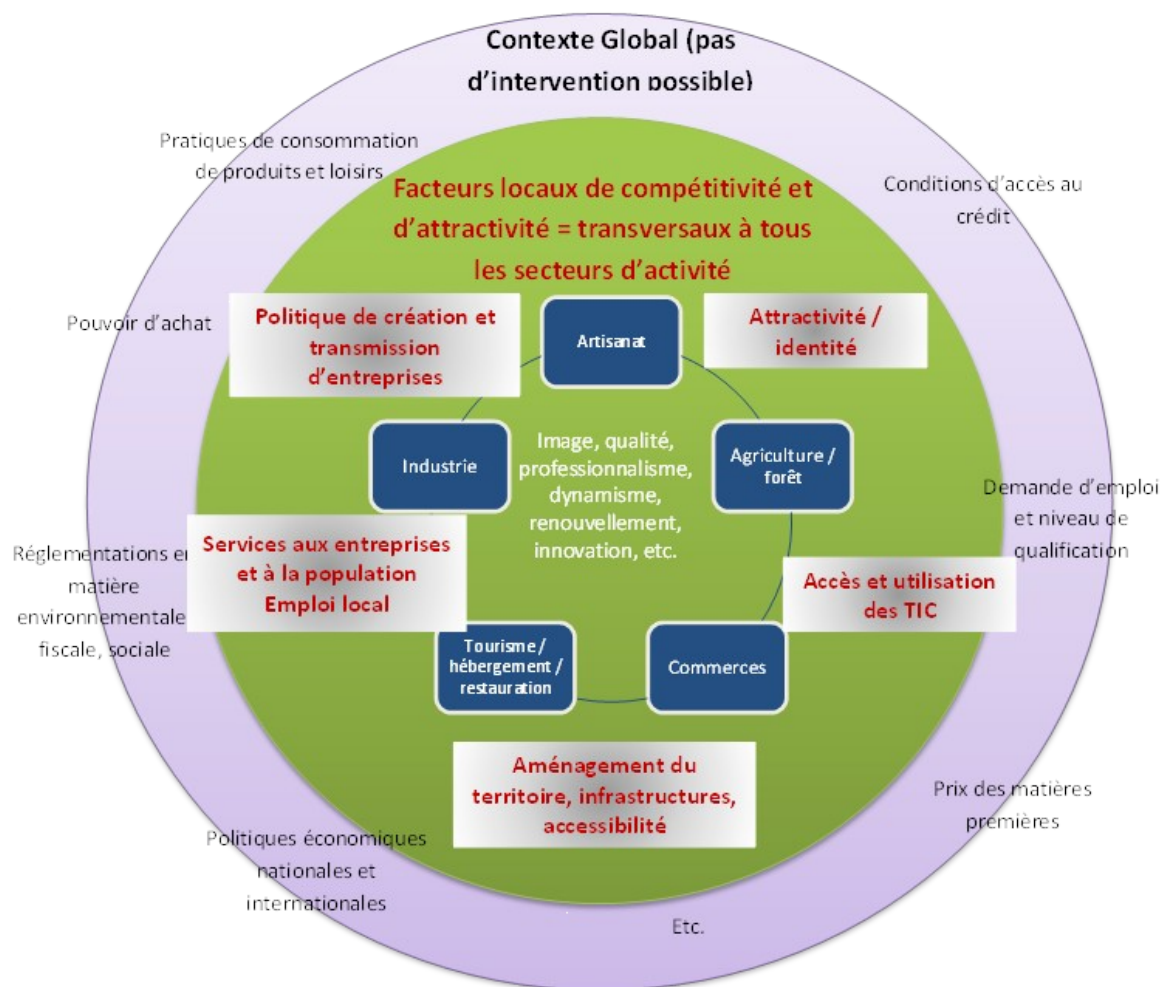 Contexte Global (pas
d’intervention possible)
Pratiques de consommation
de produits et loisirs
Conditions d’accès au
crédit
Facteurs locaux de compétitivité et
d’attractivité = transversaux à tous
les secteurs d’activité
Pouvoir d’achat
Politique de création et
transmission
d’entreprises
Artisanat
Attractivité /
identité
Industrie
Image, qualité,
professionnalisme,
dynamisme,
renouvellement,
innovation, etc.
Agriculture /
forêt
Demande d’emploi
et niveau de
qualification
Réglementations en
matière
environnementale,
fiscale, sociale
Services aux entreprises
et à la population
Emploi local
Accès et utilisation
des TIC
Tourisme /
hébergement /
restauration
Commerces
Aménagement du
territoire, infrastructures,
accessibilité
Prix des matières
premières
Politiques économiques
nationales et
internationales
Etc.